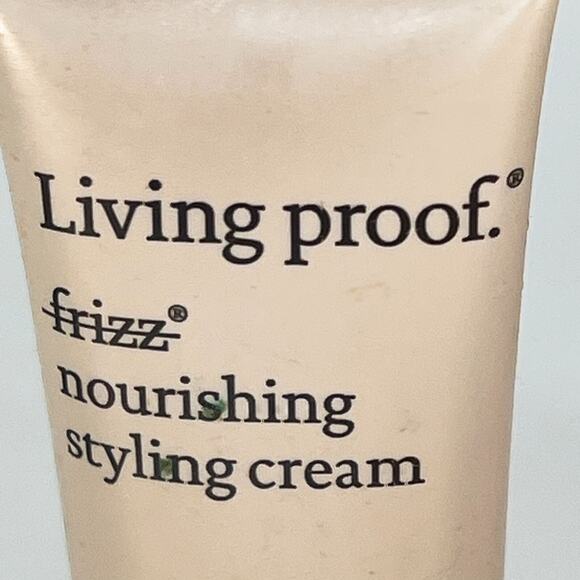 Living proof.®
frizz®
nourishing
styling cream